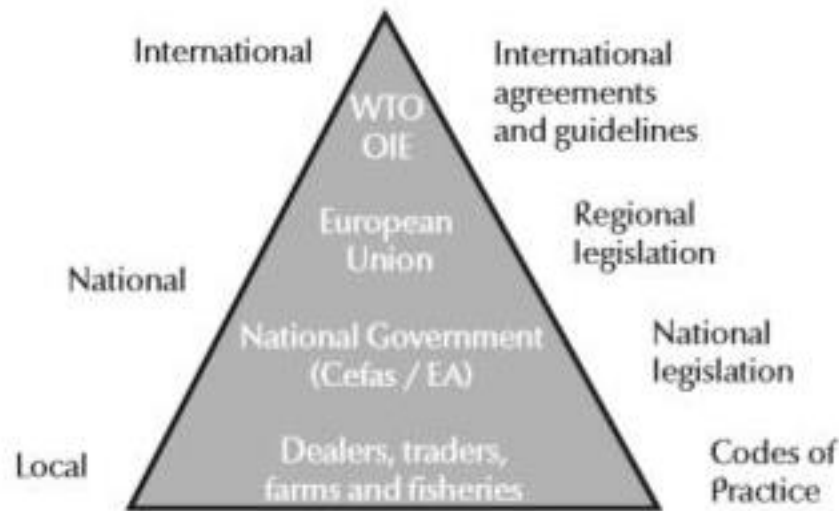 International
WTO
OIE
International
agreements
and guidelines
European
Union
Regional
legislation
National
National Government
(Cefas / EA)
National
legislation
Local
Dealers, traders,
farms and fisheries
Codes of
Practice